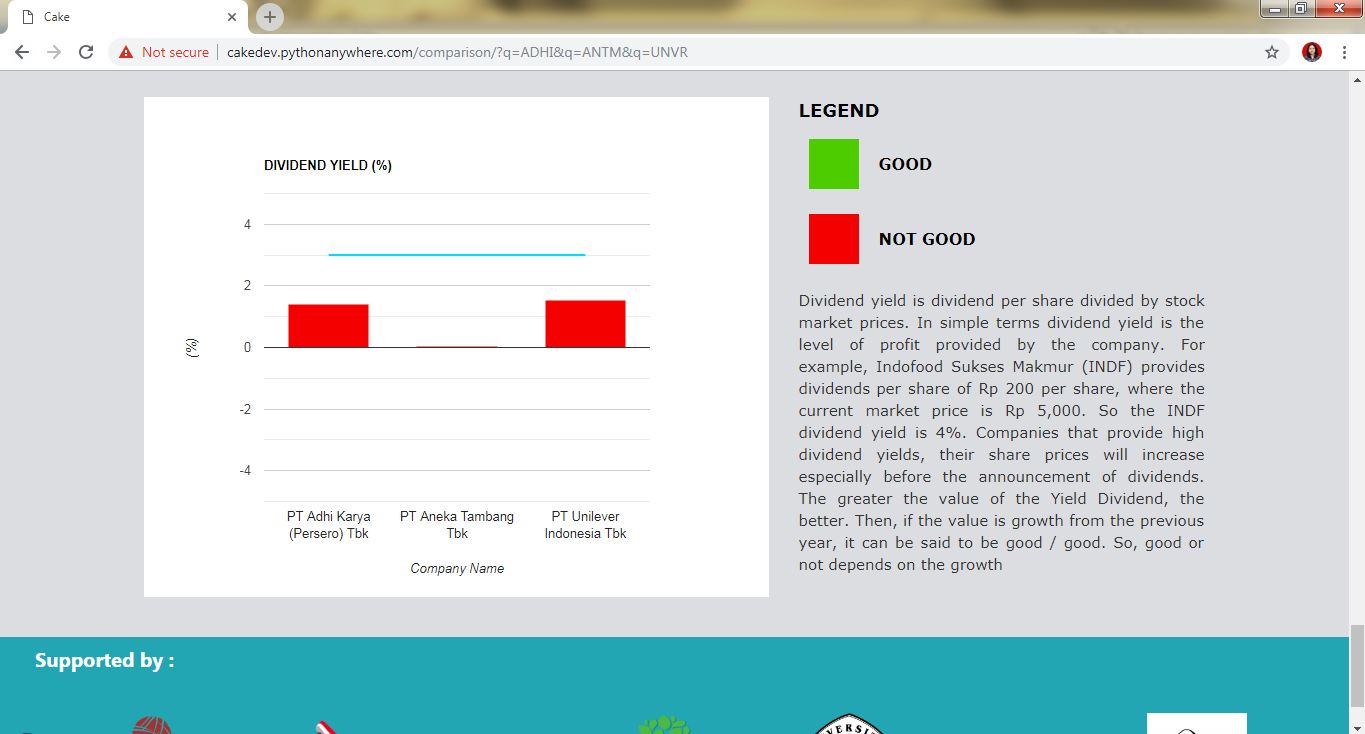 Cake
Not secure
cakedev.pythonanywhere.com/comparison/?q=ADHI&q=ANTM&q=UNVR
DIVIDEND YIELD (%)
4
2
0
-2
-4
(%)
PT Adhi Karya
(Persero) Tbk
PT Aneka Tambang
Tbk
PT Unilever
Indonesia Tbk
Company Name
LEGEND
GOOD
NOT GOOD
Dividend yield is dividend per share divided by stock
market prices. In simple terms dividend yield is the
level of profit provided by the company. For
example, Indofood Sukses Makmur (INDF) provides
dividends per share of Rp 200 per share, where the
current market price is Rp 5,000. So the INDF
dividend yield is 4%. Companies that provide high
dividend yields, their share prices will increase
especially before the announcement of dividends.
The greater the value of the Yield Dividend, the
better. Then, if the value is growth from the previous
year, it can be said to be good / good. So, good or
not depends on the growth
Supported by :